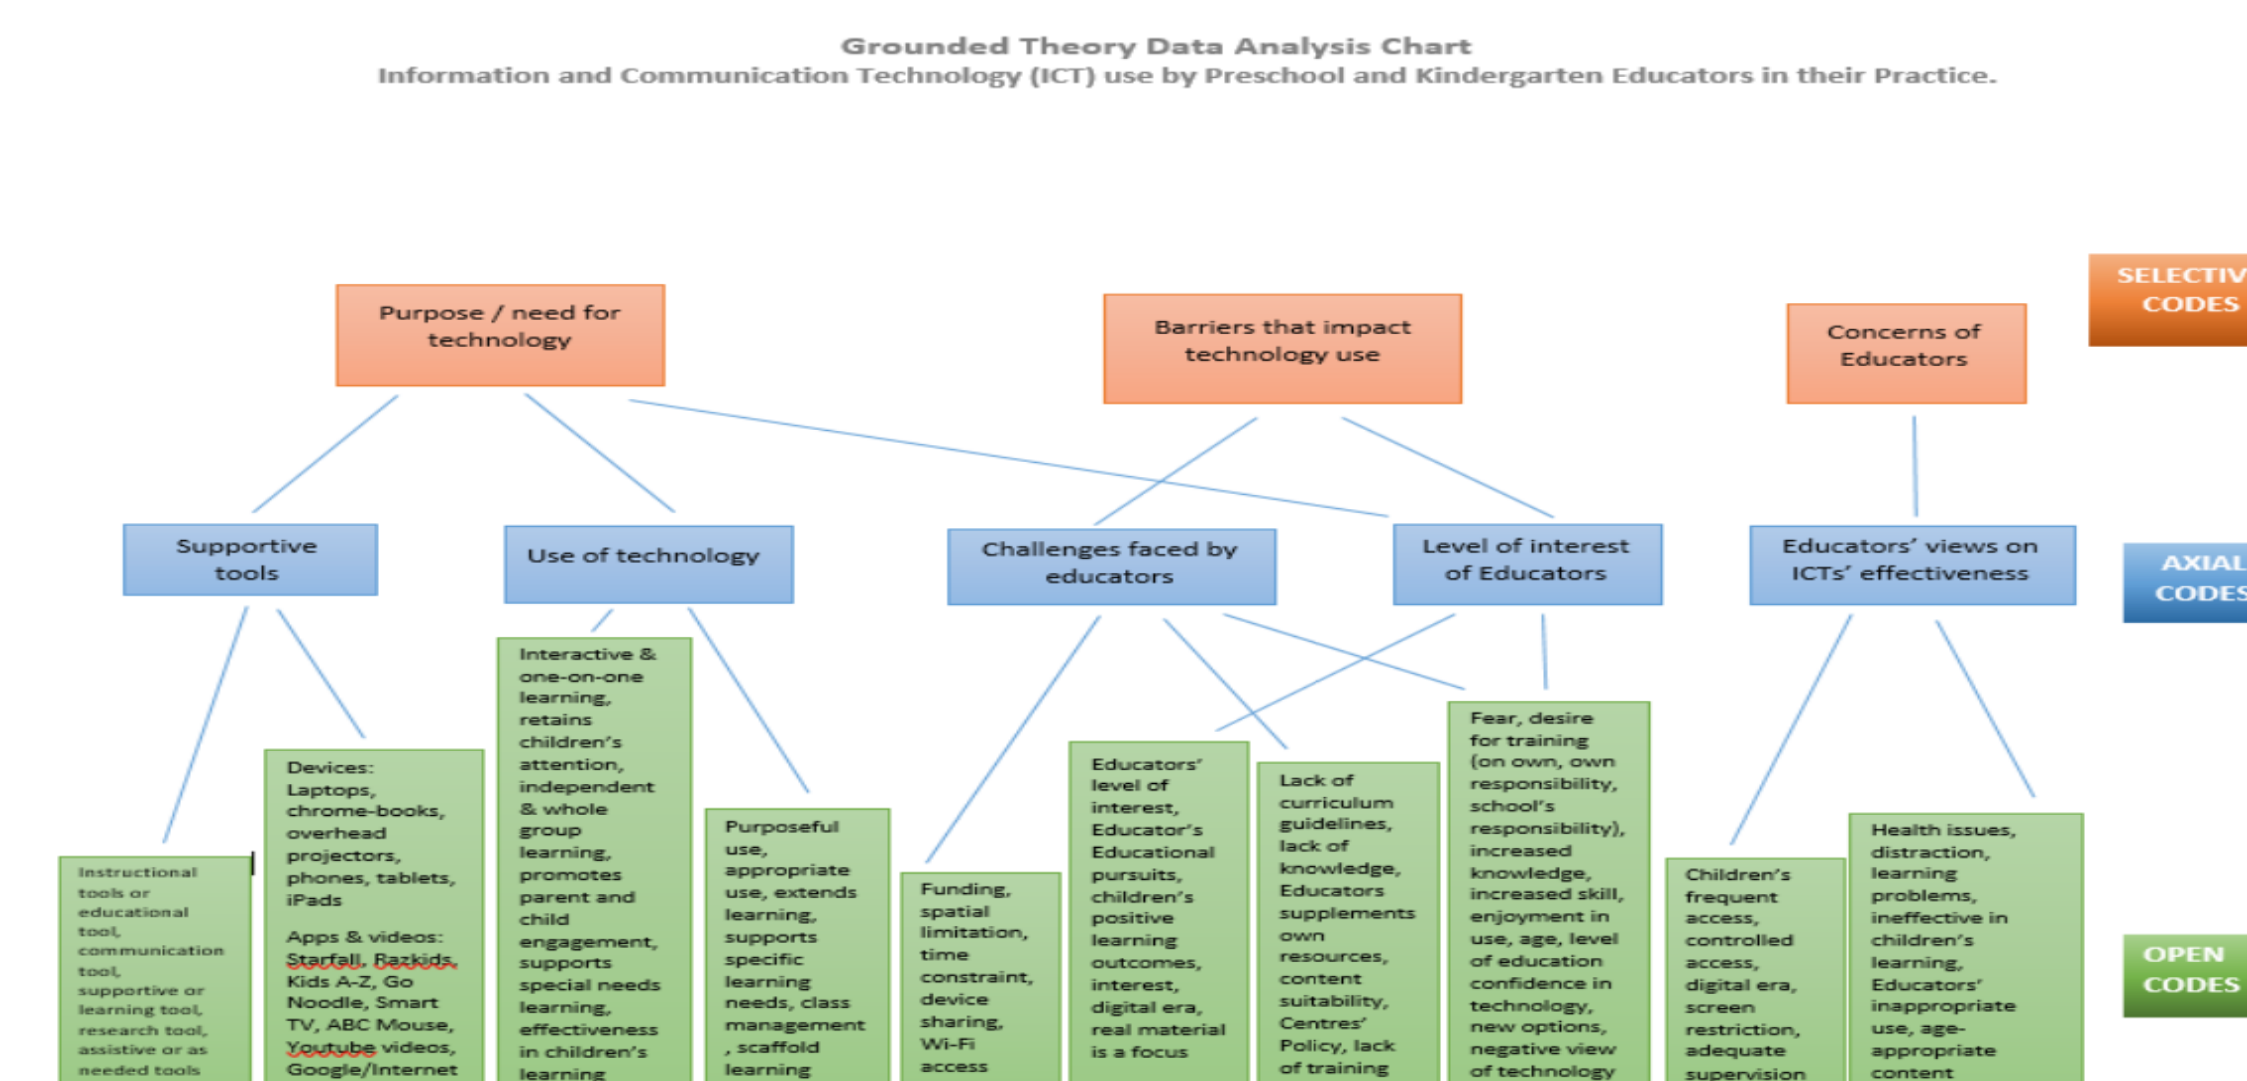 Grounded Theory Data Analysis Chart
Information and Communication Technology (ICT) use by Preschool and Kindergarten Educators in their Practice.
SELECTIV
CODES
Purpose / need for
technology
Barriers that impact
technology use
Concerns of
Educators
Supportive
tools
Use of technology
Challenges faced by
educators
Level of interest
of Educators
Educators’ views on
ICTs’ effectiveness
AXIAL
CODES
Instructional
tools or
educational
tool,
communication
tool,
supportive or
learning tool,
research tool,
assistive or as
needed tools
Devices:
Laptops,
chrome-books,
overhead
projectors,
phones, tablets,
iPads
Apps & videos:
Starfall, Razkids,
Kids A-Z, Go
Noodle, Smart
TV, ABC Mouse,
Youtube videos,
Google/Internet
Interactive &
one-on-one
learning,
retains
children’s
attention,
independent
& whole
group
learning,
promotes
parent and
child
engagement,
supports
special needs
learning,
effectiveness
in children’s
learning
Purposeful
use,
appropriate
use, extends
learning,
supports
specific
learning
needs, class
management
, scaffold
learning
Funding,
spatial
limitation,
time
constraint,
device
sharing,
Wi-Fi
access
Educators’
level of
interest,
Educator’s
Educational
pursuits,
children’s
positive
learning
outcomes,
interest,
digital era,
real material
is a focus
Lack of
curriculum
guidelines,
lack of
knowledge,
Educators
supplements
own
resources,
content
suitability,
Centres’
Policy, lack
of training
Fear, desire
for training
(on own, own
responsibility,
school’s
responsibility),
increased
knowledge,
increased skill,
enjoyment in
use, age, level
of education
confidence in
technology,
new options,
negative view
of technology
Children’s
frequent
access,
controlled
access,
digital era,
screen
restriction,
adequate
supervision
Health issues,
distraction,
learning
problems,
ineffective in
children’s
learning,
Educators’
inappropriate
use, age-
appropriate
content
OPEN
CODES